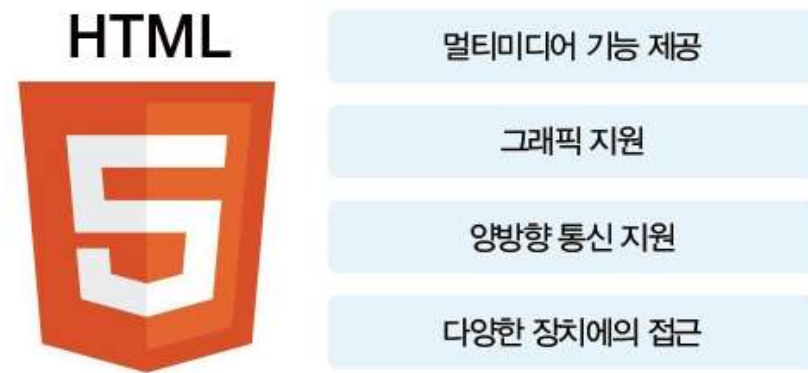 HTML
5
멀티미디어 기능 제공
그래픽 지원
양방향 통신 지원
다양한 장치에의 접근